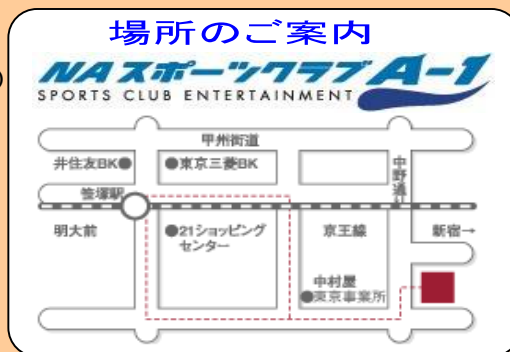 場所のご案内
NAスポーツクラブA-1
SPORTS CLUB ENTERTAINMENT
甲州街道
井住友BK●
●東京三菱BK
中野通り
笹塚駅
明大前
●21ショッピング
センター
京王線
新宿→
中村屋
●東京事業所